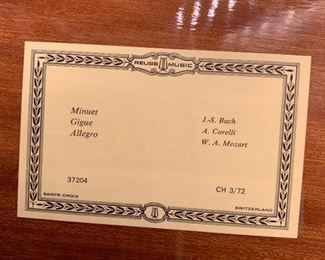 REUGE MUSIC
Minuet J.-S. Bach
Gigue A. Corelli
Allegro W. A. Mozart
37204 CH 3/72
SAINTE-CROIX SWITZERLAND